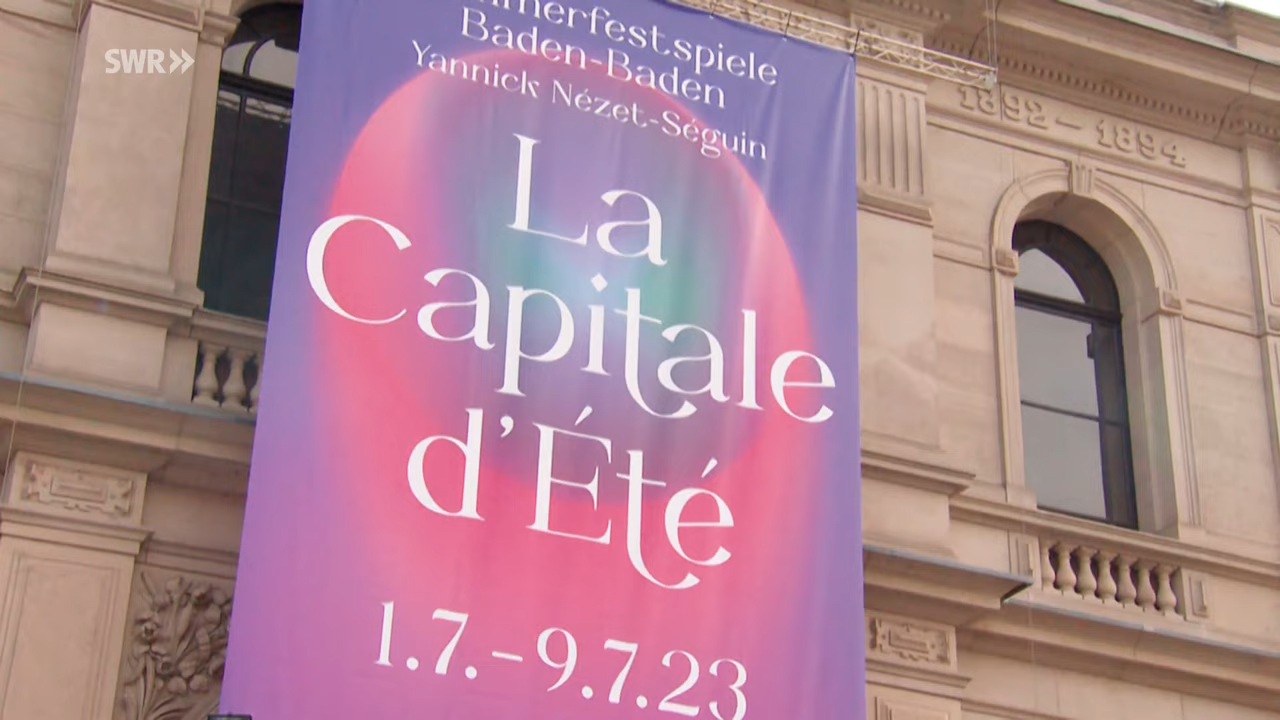 SWR
Baden-Baden
Yannick Nézet-Séguin
La
Capitale
d'Été
1.7.–9.7.23
1892 – 1894